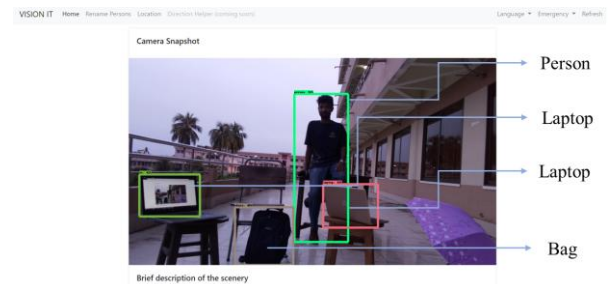 VISION IT Home Rename Persons Location Direction Helper (coming soon) Language Emergency Refresh
Camera Snapshot
Person
Laptop
Laptop
Bag
Brief description of the scenery